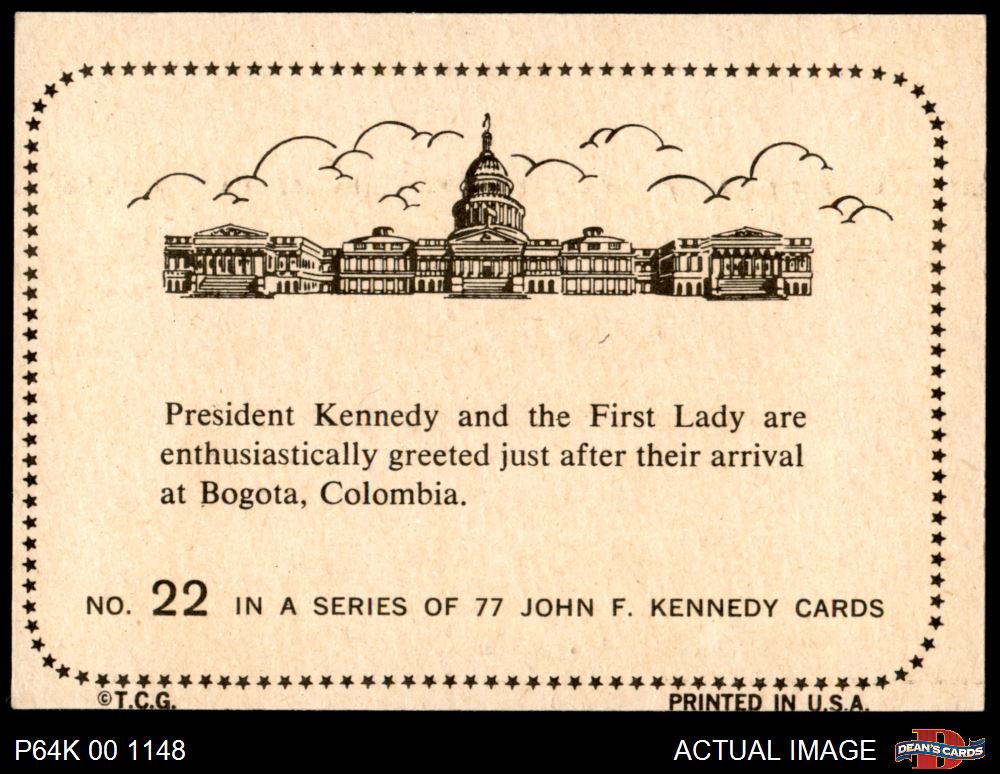 President Kennedy and the First Lady are
enthusiastically greeted just after their arrival
at Bogota, Colombia.
NO. 22 IN A SERIES OF 77 JOHN F. KENNEDY CARDS
©T.C.G. PRINTED IN U.S.A.
P64K 00 1148 ACTUAL IMAGE DEAN'S CARDS